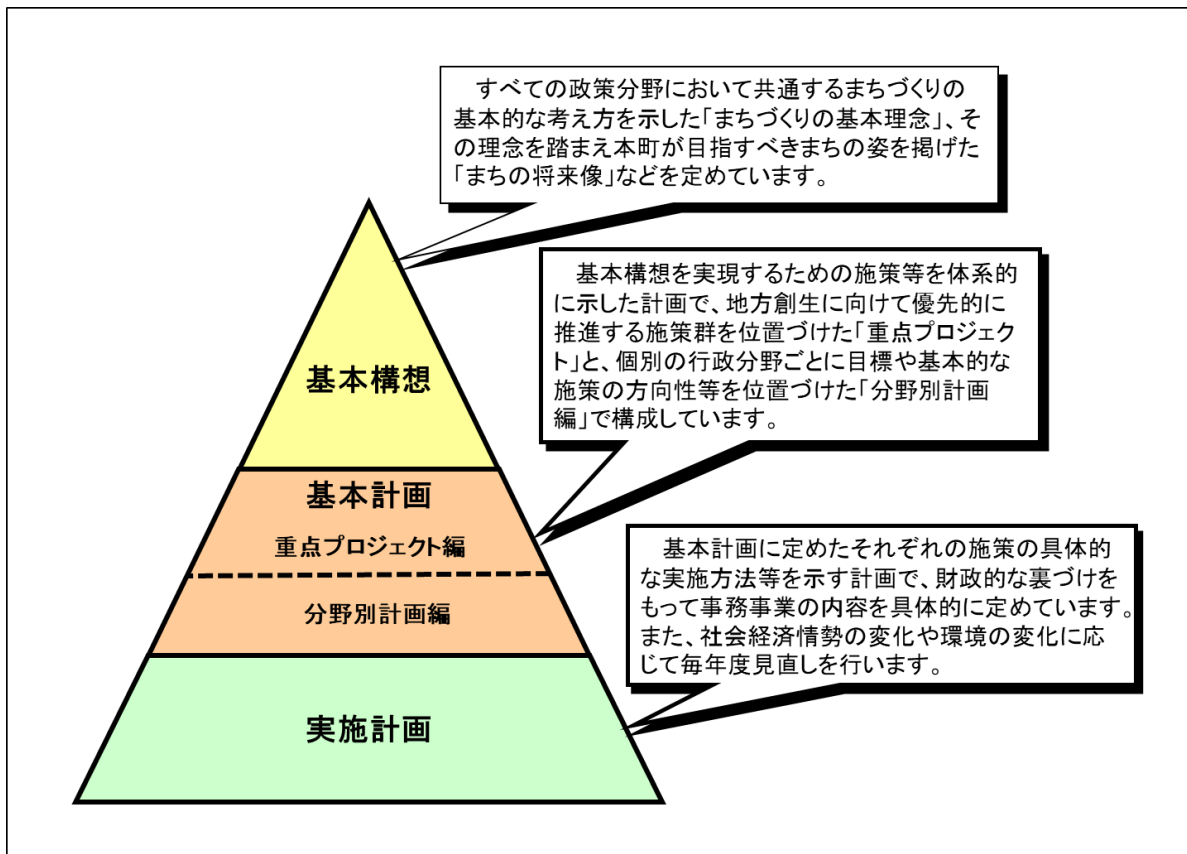 すべての政策分野において共通するまちづくりの
基本的な考え方を示した「まちづくりの基本理念」、そ
の理念を踏まえ本町が目指すべきまちの姿を掲げた
「まちの将来像」などを定めています。
基本構想を実現するための施策等を体系的
に示した計画で、地方創生に向けて優先的に
推進する施策群を位置づけた「重点プロジェク
ト」と、個別の行政分野ごとに目標や基本的な
施策の方向性等を位置づけた「分野別計画
編」で構成しています。
基本構想
基本計画
重点プロジェクト編
分野別計画編
基本計画に定めたそれぞれの施策の具体的
な実施方法等を示す計画で、財政的な裏づけを
もって事務事業の内容を具体的に定めています。
また、社会経済情勢の変化や環境の変化に応
じて毎年度見直しを行います。
実施計画